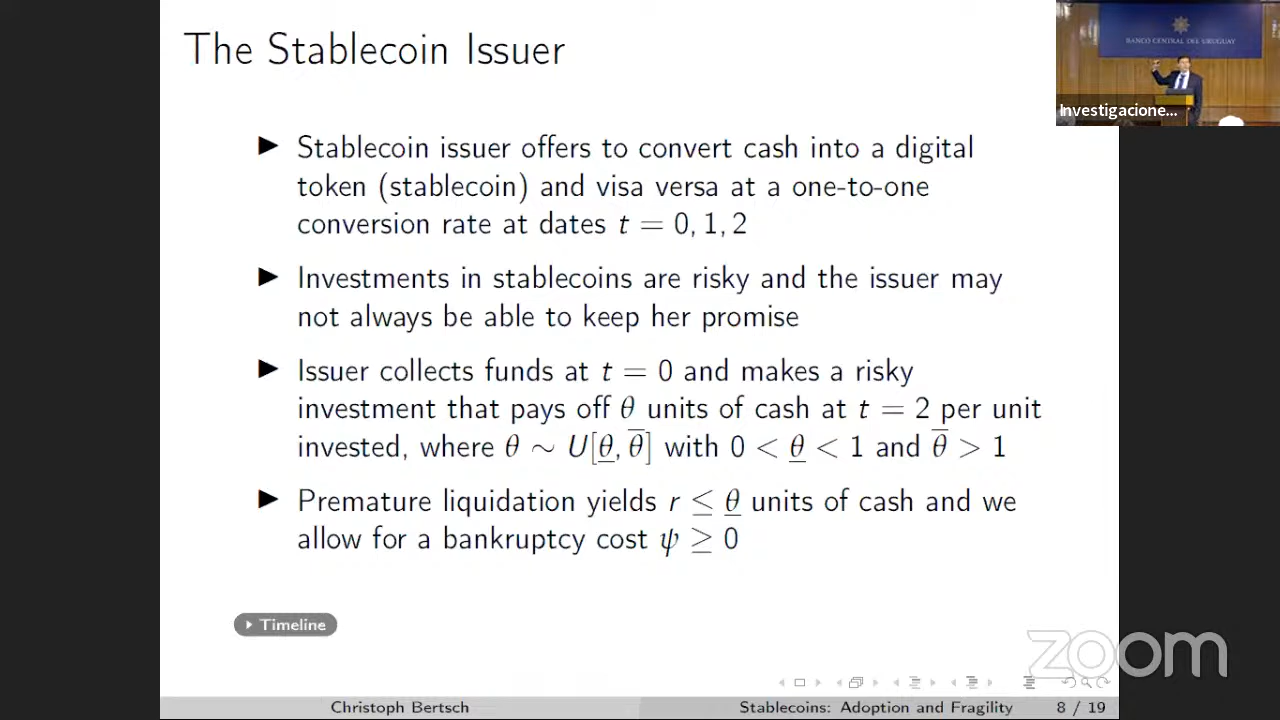 The Stablecoin Issuer
BANCO CENTRAL DEL URUGUAY
Investigacione...
▶ Stablecoin issuer offers to convert cash into a digital
token (stablecoin) and visa versa at a one-to-one
conversion rate at dates t = 0, 1, 2
▶ Investments in stablecoins are risky and the issuer may
not always be able to keep her promise
▶ Issuer collects funds at t = 0 and makes a risky
investment that pays off θ units of cash at t = 2 per unit
invested, where θ ∼ U[θ̲, θ̅] with 0 < θ̲ < 1 and θ̅ > 1
▶ Premature liquidation yields r ≤ θ̲ units of cash and we
allow for a bankruptcy cost ψ ≥ 0
Timeline
zoom
Christoph Bertsch
Stablecoins: Adoption and Fragility
8 / 19